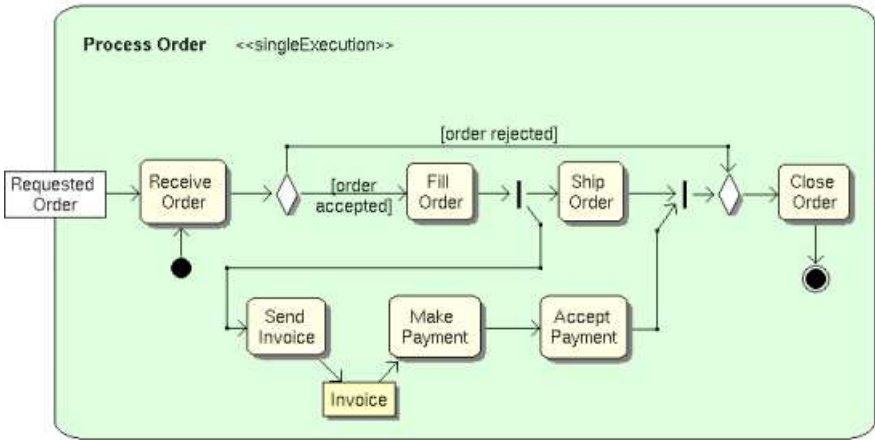 Process Order <<singleExecution>>
[order rejected]
Requested
Order
Receive
Order
[order
accepted]
Fill
Order
Ship
Order
Close
Order
Send
Invoice
Make
Payment
Accept
Payment
Invoice